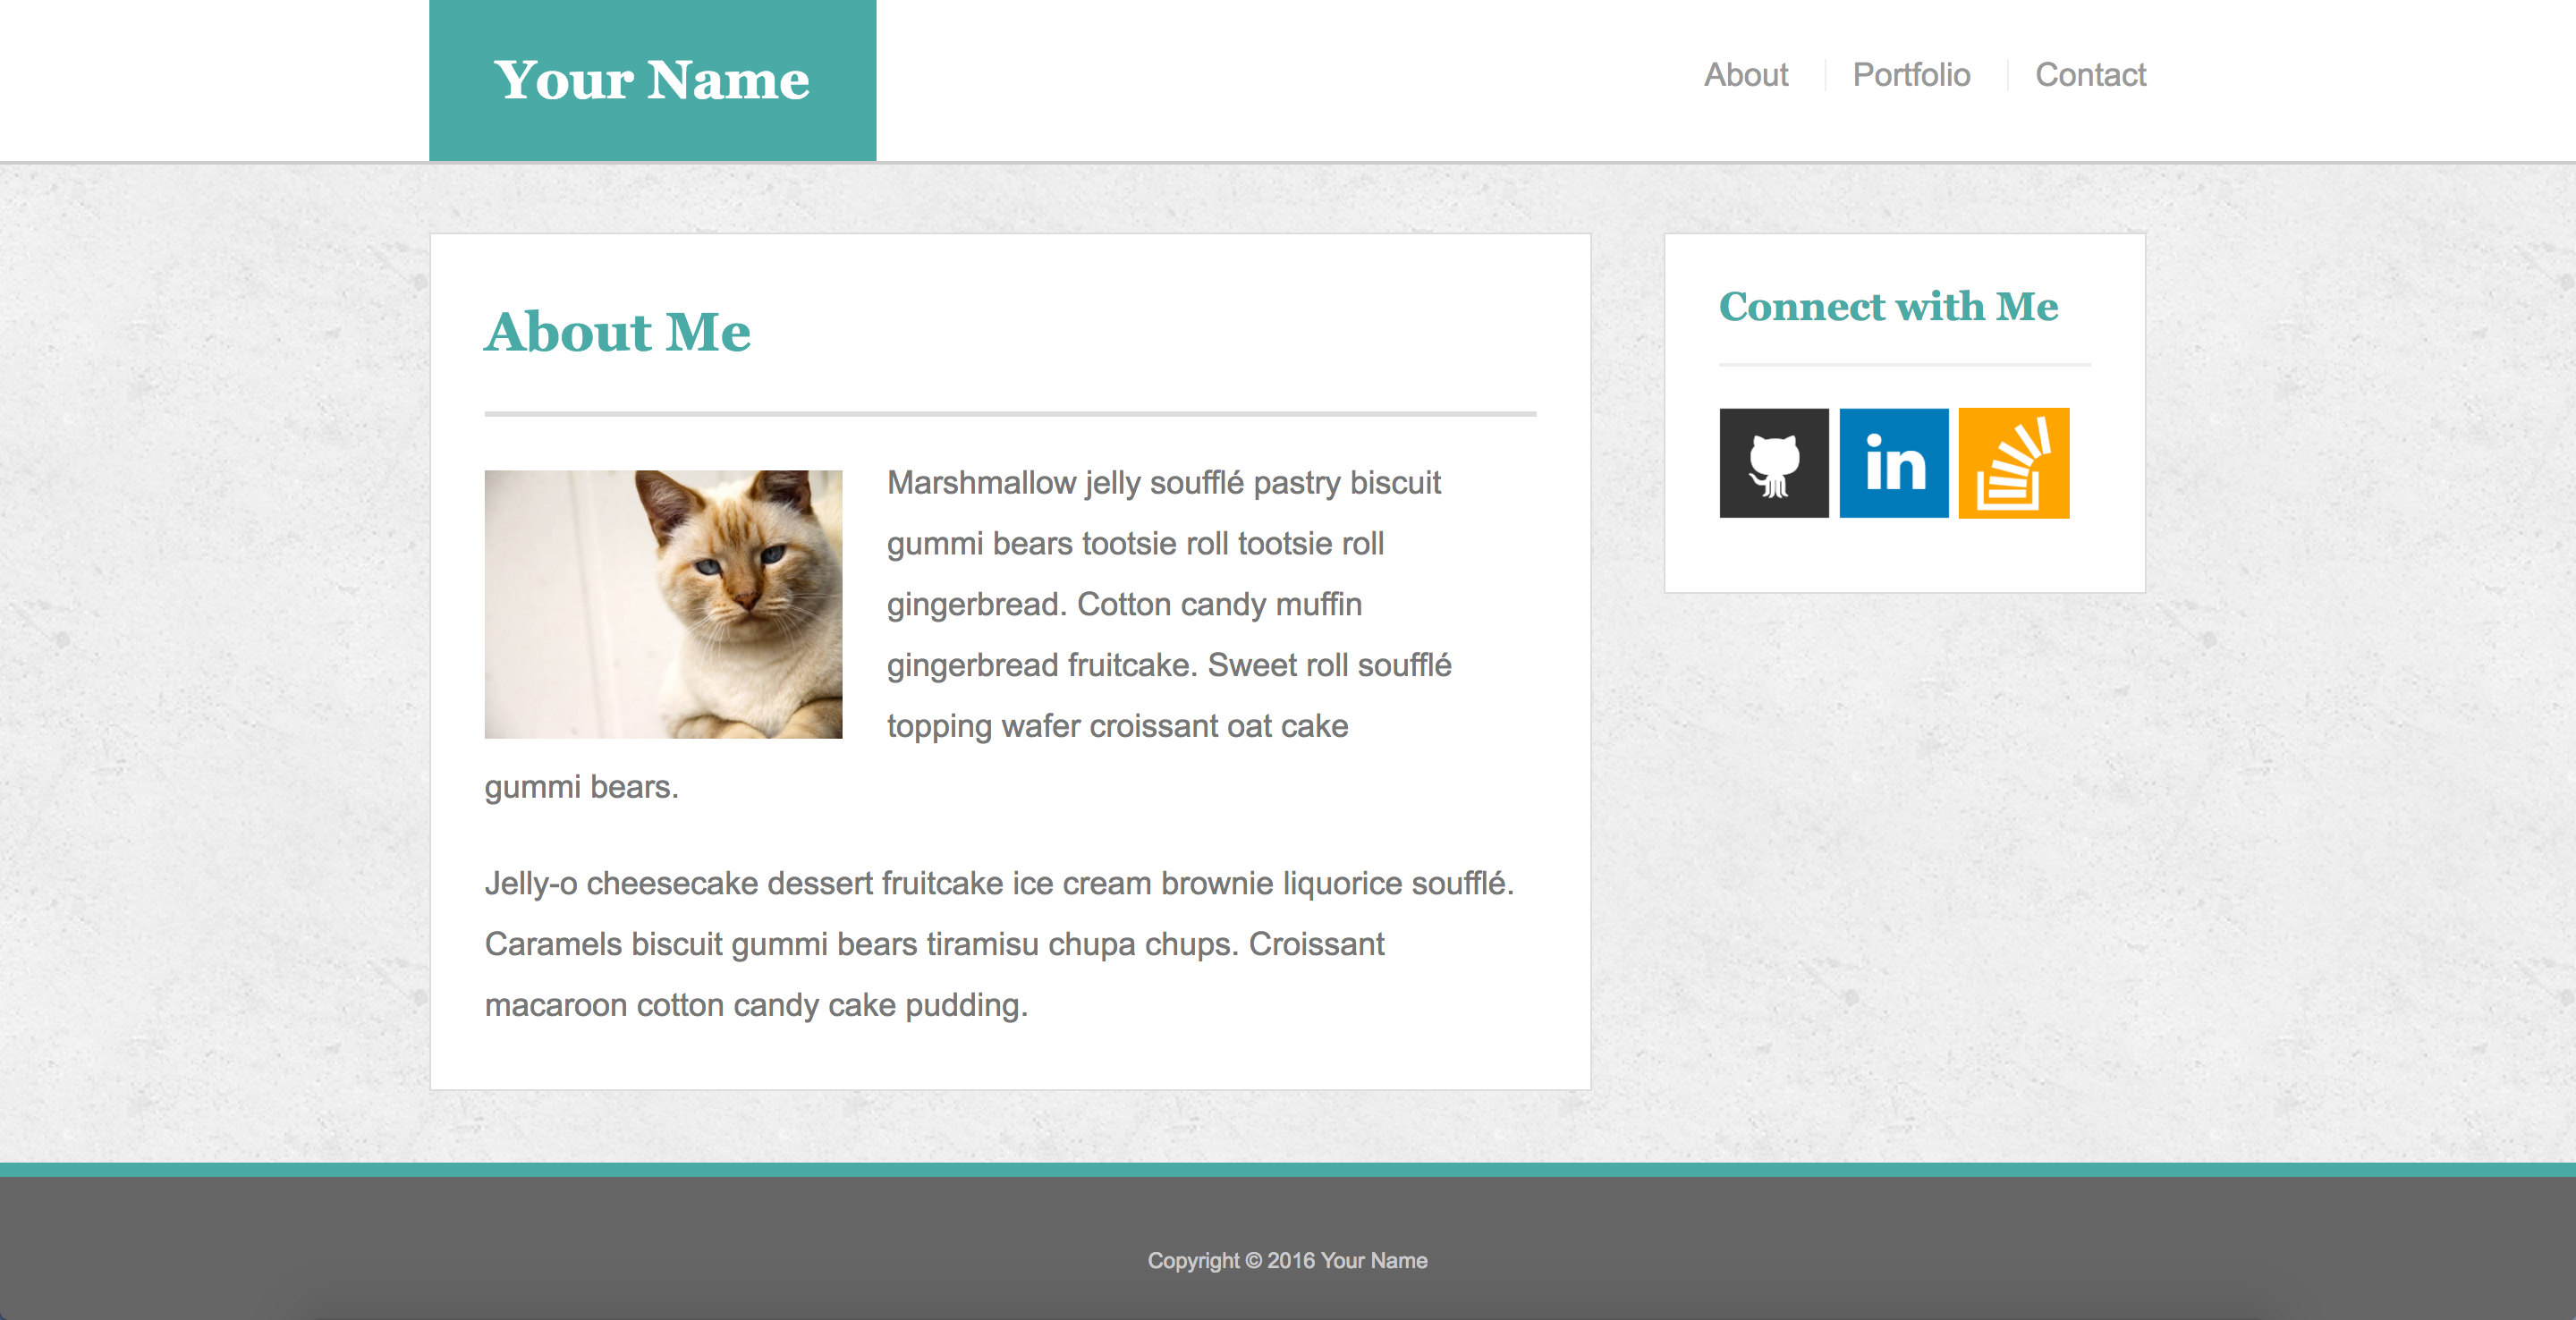 Your Name
About
Portfolio
Contact
About Me
Marshmallow jelly soufflé pastry biscuit
gummi bears tootsie roll tootsie roll
gingerbread. Cotton candy muffin
gingerbread fruitcake. Sweet roll soufflé
topping wafer croissant oat cake
gummi bears.
Jelly-o cheesecake dessert fruitcake ice cream brownie liquorice soufflé.
Caramels biscuit gummi bears tiramisu chupa chups. Croissant
macaroon cotton candy cake pudding.
Connect with Me
in
Copyright © 2016 Your Name